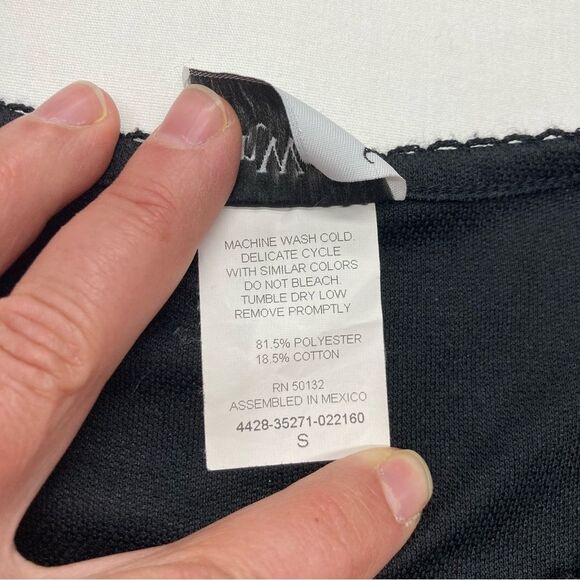 MACHINE WASH COLD.
DELICATE CYCLE
WITH SIMILAR COLORS
DO NOT BLEACH.
TUMBLE DRY LOW
REMOVE PROMPTLY
81.5% POLYESTER
18.5% COTTON
RN 50132
ASSEMBLED IN MEXICO
4428-35271-022160
S